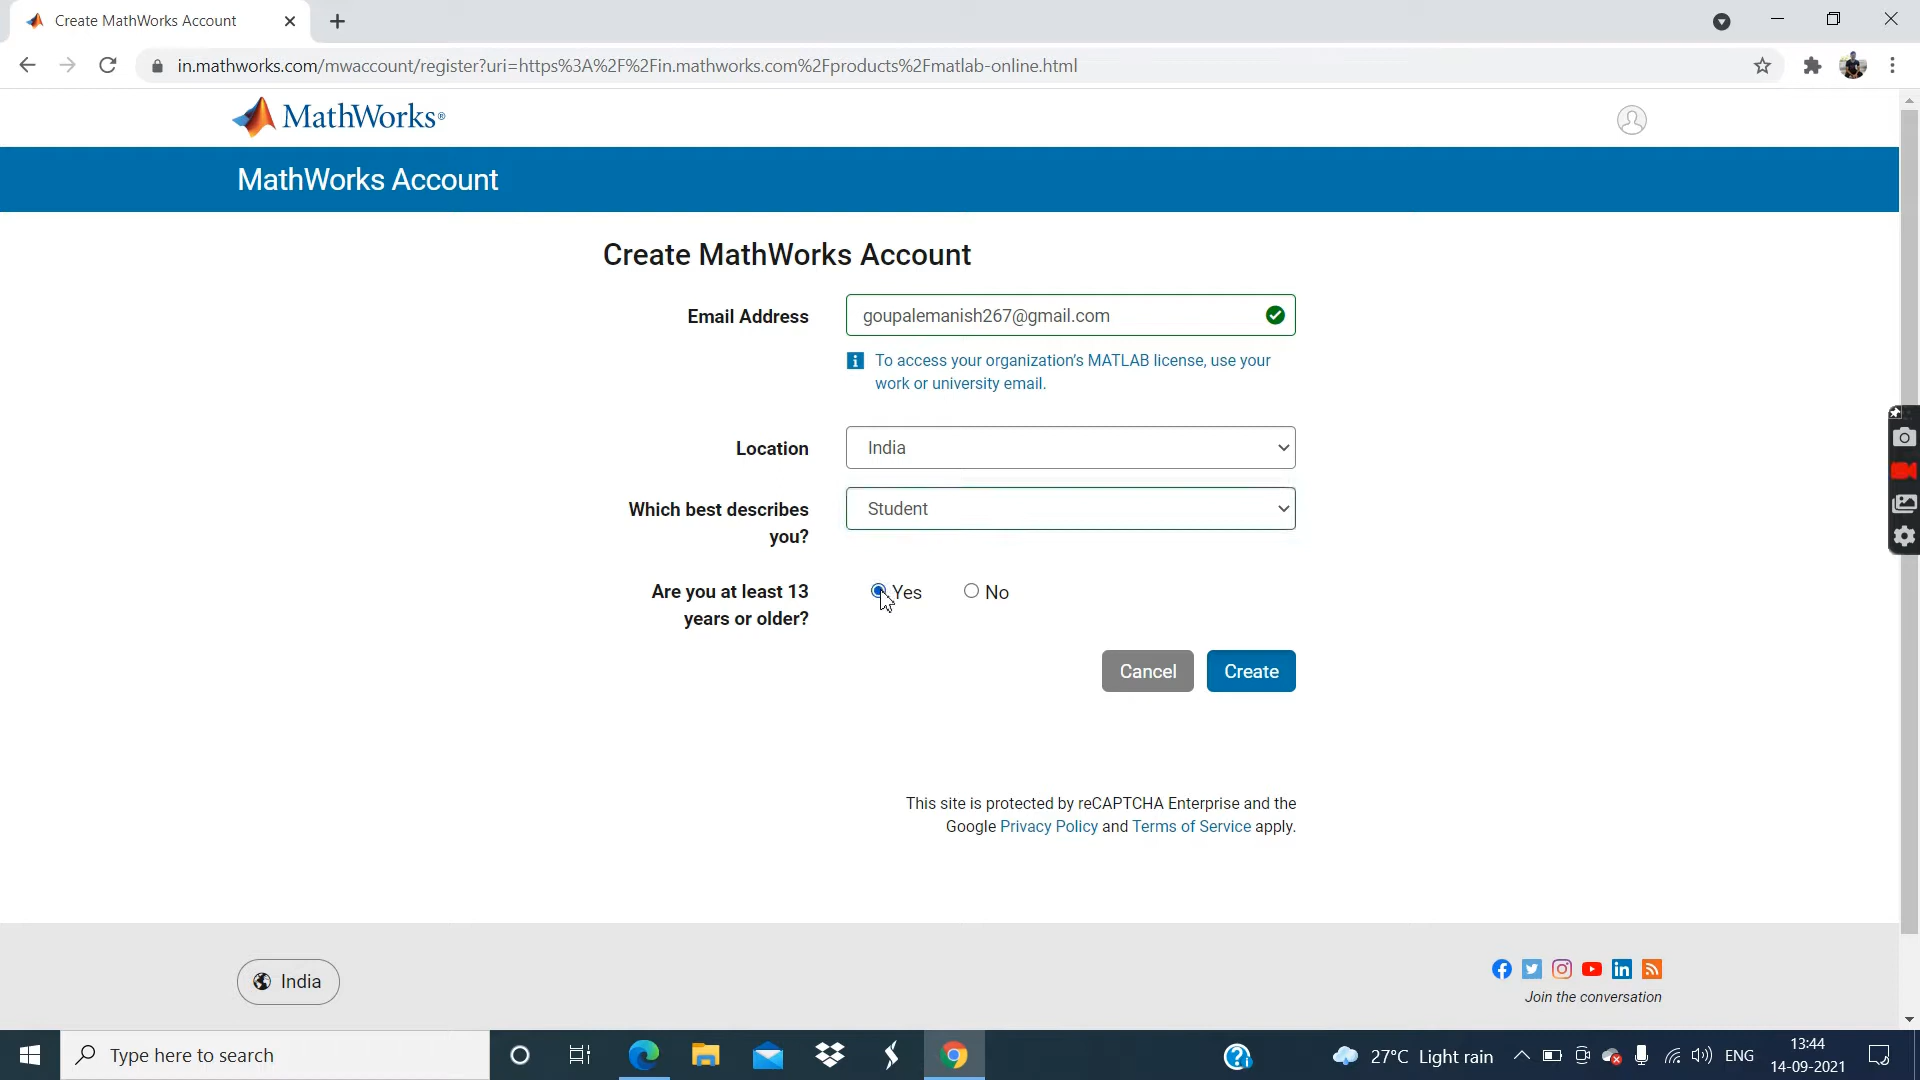 Create MathWorks Account
in.mathworks.com/mwaccount/register?uri=https%3A%2F%2Fin.mathworks.com%2Fproducts%2Fmatlab-online.html
MathWorks®
MathWorks Account
Create MathWorks Account
Email Address
goupalemanish267@gmail.com
To access your organization's MATLAB license, use your
work or university email.
Location
India
Which best describes
you?
Student
Are you at least 13
years or older?
Yes
No
Cancel
Create
This site is protected by reCAPTCHA Enterprise and the
Google Privacy Policy and Terms of Service apply.
India
Join the conversation
Type here to search
27°C Light rain
ENG
13:44
14-09-2021